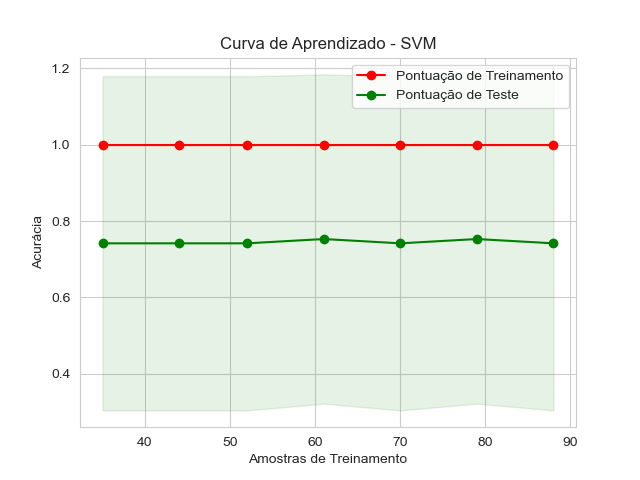 Curva de Aprendizado - SVM
1.2
1.0
0.8
0.6
0.4
Acurácia
Pontuação de Treinamento
Pontuação de Teste
40 50 60 70 80 90
Amostras de Treinamento